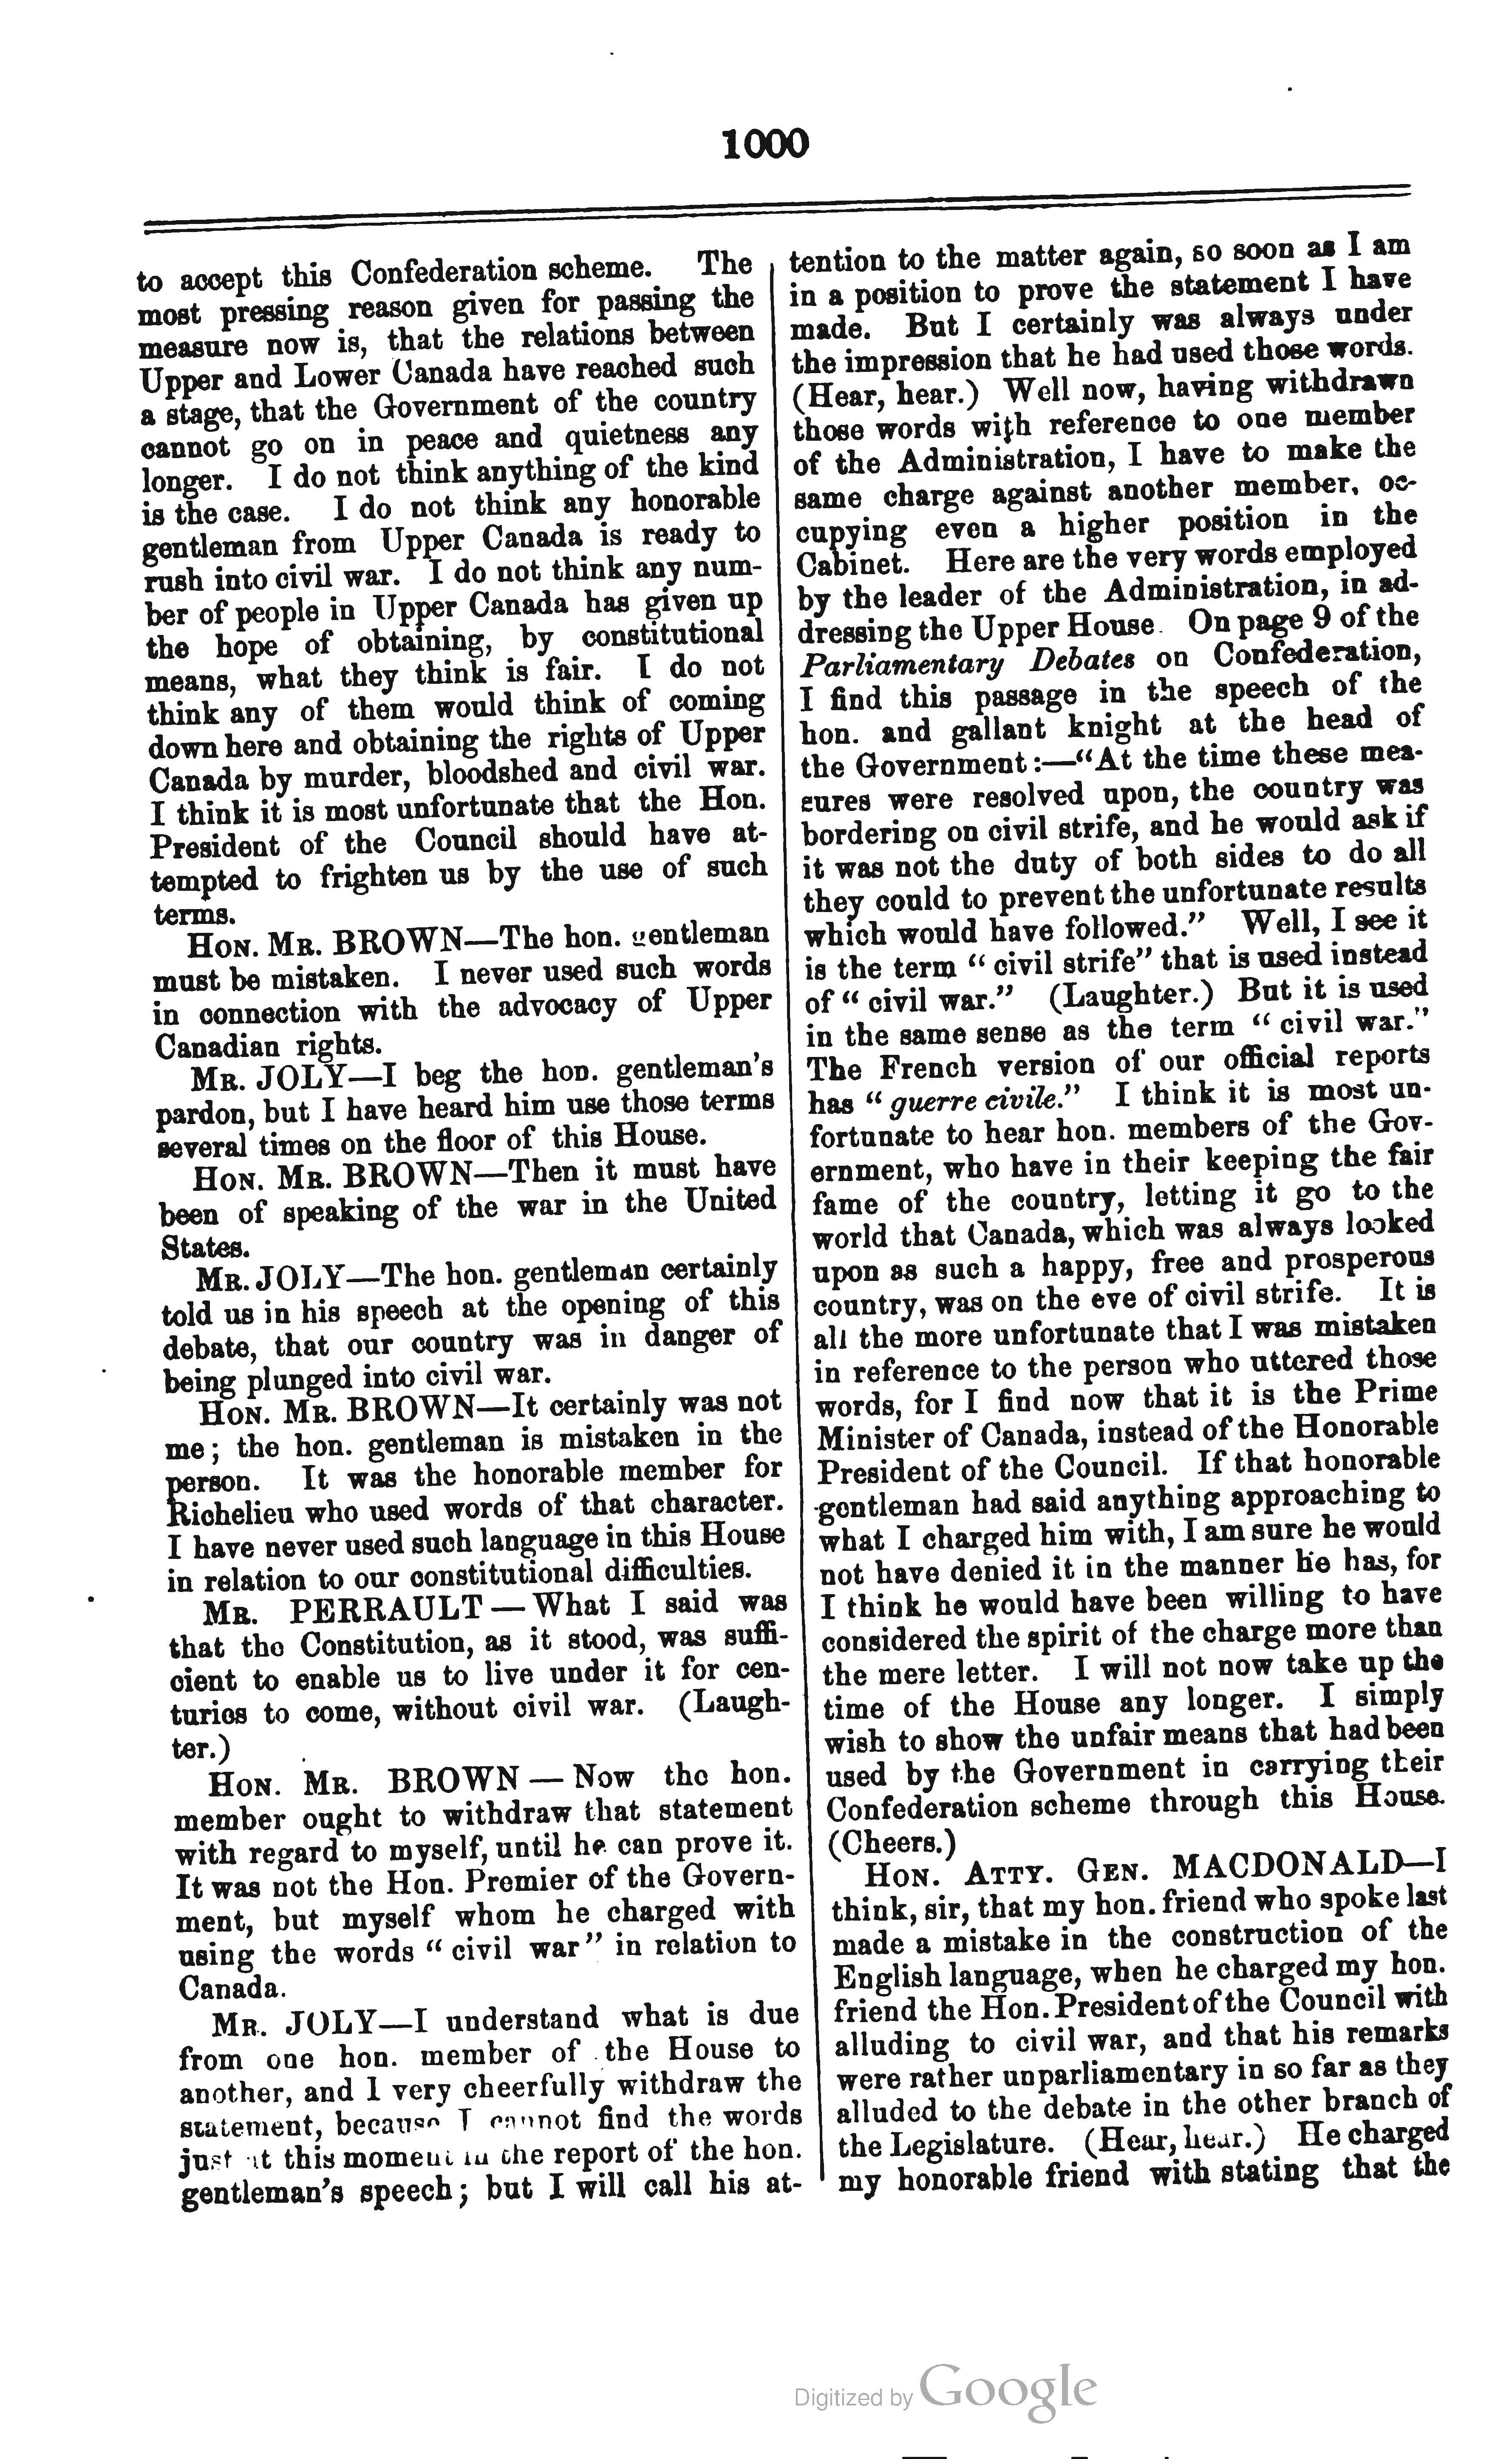 1000
to accept this Confederation scheme. The
most pressing reason given for passing the
measure now is, that the relations between
Upper and Lower Canada have reached such
a stage, that the Government of the country
cannot go on in peace and quietness any
longer. I do not think anything of the kind
is the case. I do not think any honorable
gentleman from Upper Canada is ready to
rush into civil war. I do not think any num-
ber of people in Upper Canada has given up
the hope of obtaining, by constitutional
means, what they think is fair. I do not
think any of them would think of coming
down here and obtaining the rights of Upper
Canada by murder, bloodshed and civil war.
I think it is most unfortunate that the Hon.
President of the Council should have at-
tempted to frighten us by the use of such
terms.
HON. MR. BROWN—The hon. gentleman
must be mistaken. I never used such words
in connection with the advocacy of Upper
Canadian rights.
MR. JOLY—I beg the hon. gentleman's
pardon, but I have heard him use those terms
several times on the floor of this House.
HON. MR. BROWN—Then it must have
been of speaking of the war in the United
States.
MR. JOLY—The hon. gentleman certainly
told us in his speech at the opening of this
debate, that our country was in danger of
being plunged into civil war.
HON. MR. BROWN—It certainly was not
me; the hon. gentleman is mistaken in the
person. It was the honorable member for
Richelieu who used words of that character.
I have never used such language in this House
in relation to our constitutional difficulties.
MR. PERRAULT—What I said was
that the Constitution, as it stood, was suffi-
cient to enable us to live under it for cen-
turies to come, without civil war. (Laugh-
ter.)
HON. MR. BROWN—Now the hon.
member ought to withdraw that statement
with regard to myself, until he can prove it.
It was not the Hon. Premier of the Govern-
ment, but myself whom he charged with
using the words "civil war" in relation to
Canada.
MR. JOLY—I understand what is due
from one hon. member of the House to
another, and I very cheerfully withdraw the
statement, because I cannot find the words
just at this moment in the report of the hon.
gentleman's speech; but I will call his at-
tention to the matter again, so soon as I am
in a position to prove the statement I have
made. But I certainly was always under
the impression that he had used those words.
(Hear, hear.) Well now, having withdrawn
those words with reference to one member
of the Administration, I have to make the
same charge against another member, oc-
cupying even a higher position in the
Cabinet. Here are the very words employed
by the leader of the Administration, in ad-
dressing the Upper House. On page 9 of the
Parliamentary Debates on Confederation,
I find this passage in the speech of the
hon. and gallant knight at the head of
the Government:—"At the time these mea-
sures were resolved upon, the country was
bordering on civil strife, and he would ask if
it was not the duty of both sides to do all
they could to prevent the unfortunate results
which would have followed." Well, I see it
is the term "civil strife" that is used instead
of "civil war." (Laughter.) But it is used
in the same sense as the term "civil war."
The French version of our official reports
has "guerre civile." I think it is most un-
fortunate to hear hon. members of the Gov-
ernment, who have in their keeping the fair
fame of the country, letting it go to the
world that Canada, which was always looked
upon as such a happy, free and prosperous
country, was on the eve of civil strife. It is
all the more unfortunate that I was mistaken
in reference to the person who uttered those
words, for I find now that it is the Prime
Minister of Canada, instead of the Honorable
President of the Council. If that honorable
gentleman had said anything approaching to
what I charged him with, I am sure he would
not have denied it in the manner he has, for
I think he would have been willing to have
considered the spirit of the charge more than
the mere letter. I will not now take up the
time of the House any longer. I simply
wish to show the unfair means that had been
used by the Government in carrying their
Confederation scheme through this House.
(Cheers.)
HON. ATTY. GEN. MACDONALD—I
think, sir, that my hon. friend who spoke last
made a mistake in the construction of the
English language, when he charged my hon.
friend the Hon. President of the Council with
alluding to civil war, and that his remarks
were rather unparliamentary in so far as they
alluded to the debate in the other branch of
the Legislature. (Hear, hear.) He charged
my honorable friend with stating that the
Digitized by Google